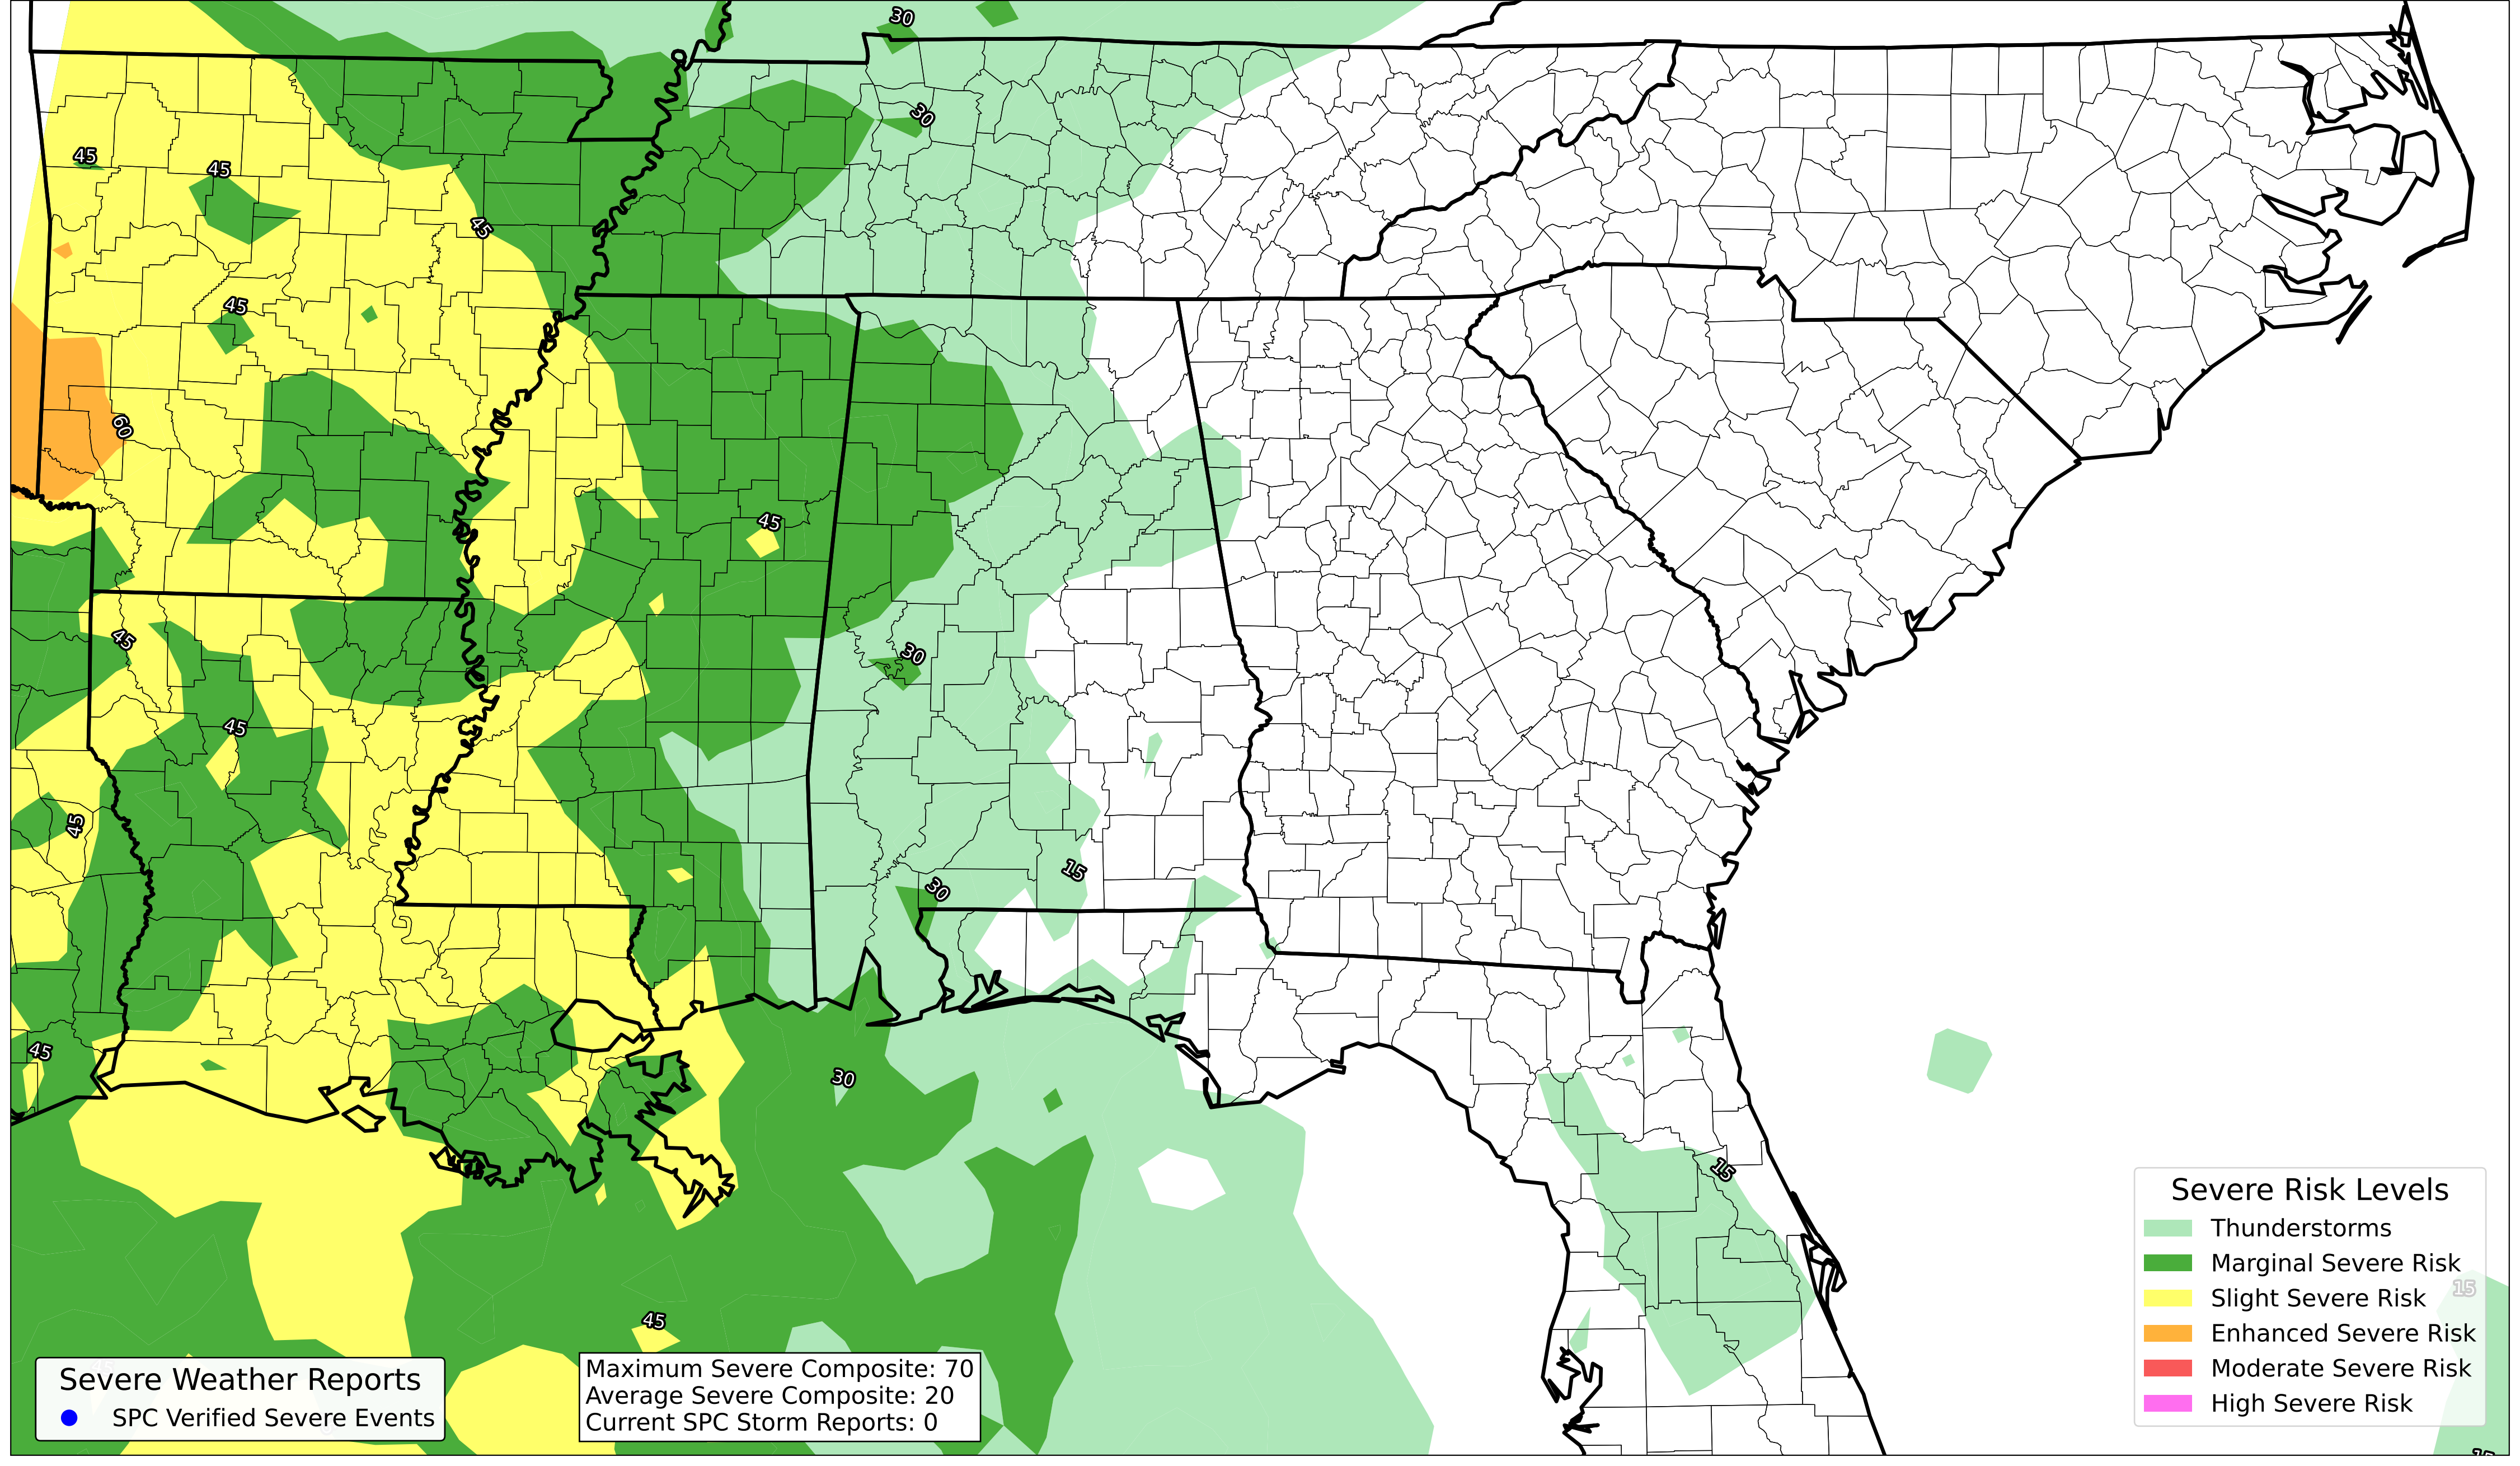 30
30
45
45
45
45
60
45
45
30
45
45
15
30
45
30
15
15
45
15
Severe Risk Levels
Thunderstorms
Marginal Severe Risk
Slight Severe Risk
Enhanced Severe Risk
Moderate Severe Risk
High Severe Risk
Severe Weather Reports
SPC Verified Severe Events
Maximum Severe Composite: 70
Average Severe Composite: 20
Current SPC Storm Reports: 0